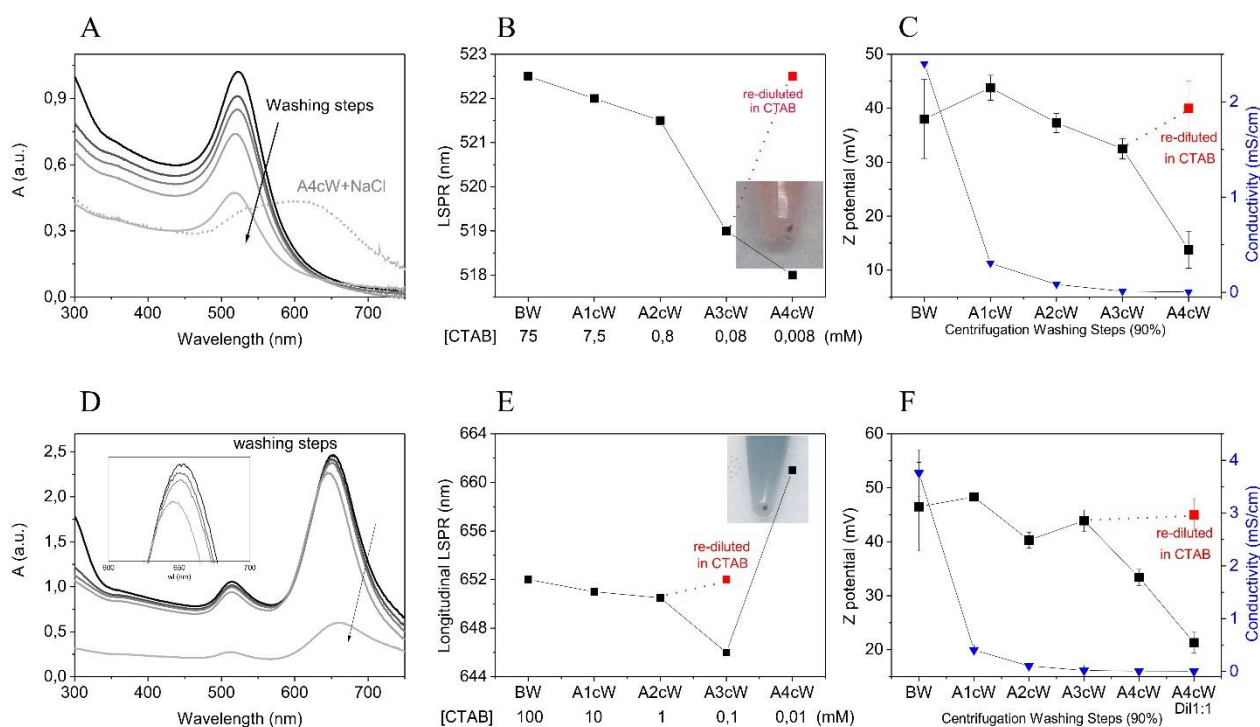 A
A (a.u.)
0,9
0,6
0,3
0,0
Washing steps
A4cW+NaCl
300 400 500 600 700
Wavelength (nm)
B
LSPR (nm)
523
522
521
520
519
518
re-diluted
in CTAB
BW A1cW A2cW A3cW A4cW
[CTAB] 75 7,5 0,8 0,08 0,008 (mM)
C
Z potential (mV)
50
40
30
20
10
re-diluted
in CTAB
2
1
0
Conductivity (mS/cm)
BW A1cW A2cW A3cW A4cW
Centrifugation Washing Steps (90%)
D
A (a.u.)
2,5
2,0
1,5
1,0
0,5
0,0
washing steps
600 650 700
wl (nm)
300 400 500 600 700
Wavelength (nm)
E
Longitudinal LSPR (nm)
664
660
656
652
648
644
re-diluted
in CTAB
BW A1cW A2cW A3cW A4cW
[CTAB] 100 10 1 0,1 0,01 (mM)
F
Z potential (mV)
60
50
40
30
20
re-diluted
in CTAB
4
3
2
1
0
Conductivity (mS/cm)
BW A1cW A2cW A3cW A4cW A4cW
Dil1:1
Centrifugation Washing Steps (90%)